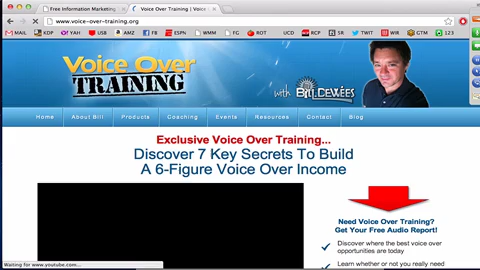 Free Information Marketing
Voice Over Training | Voice
www.voice-over-training.org
KDP
YAH
USB
AMZ
FB
ESPN
WMM
FG
ROT
UCD
RCP
SR
TW
WIR
GTM
123
Voice Over
TRAINING
with BILL DEWEES
Home
About Bill
Products
Coaching
Events
Resources
Contact
Blog
Exclusive Voice Over Training...
Discover 7 Key Secrets To Build
A 6-Figure Voice Over Income
Need Voice Over Training?
Get Your Free Audio Report!
Discover where the best voice over
opportunities are today
Learn whether or not you really need
Waiting for www.youtube.com...